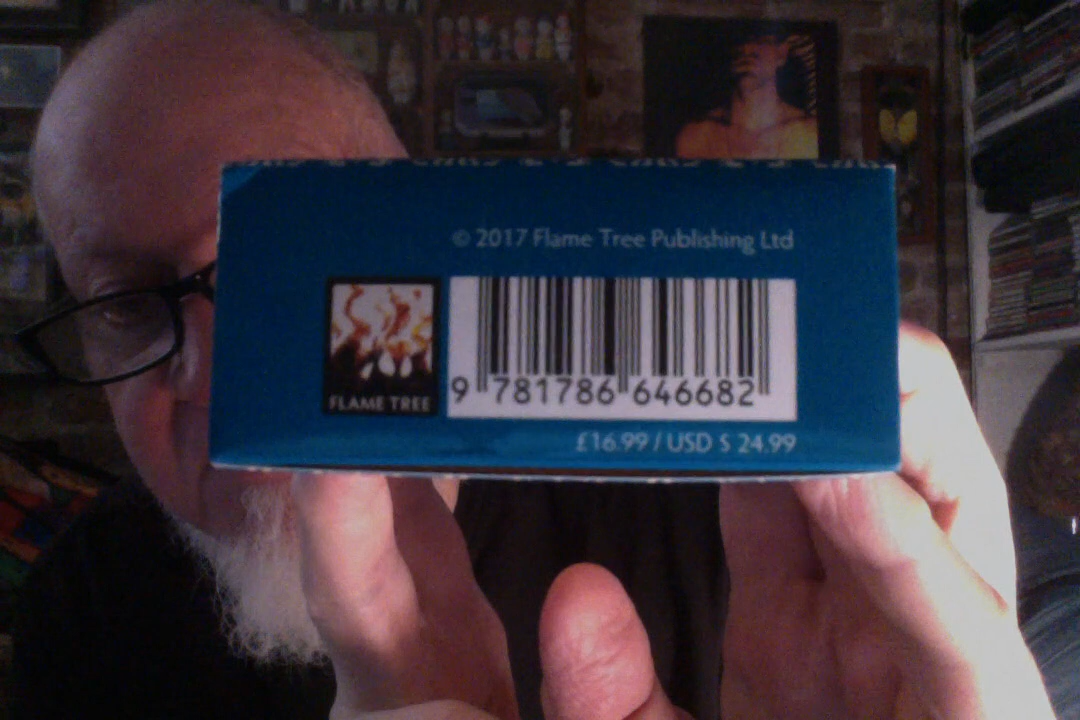 © 2017 Flame Tree Publishing Ltd
FLAME TREE
9 781786 646682
£16.99 / USD $ 24.99